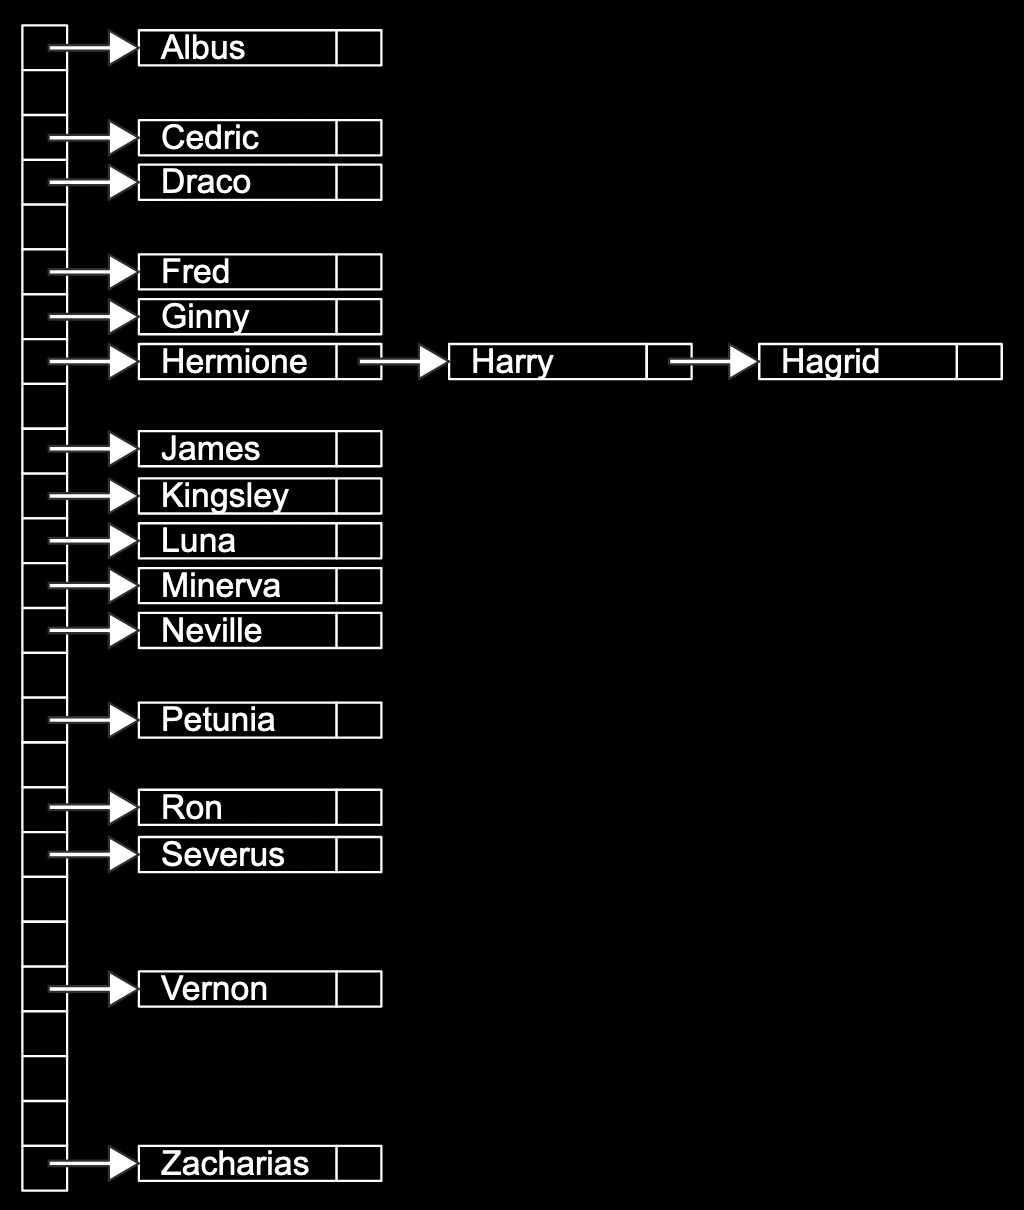 Albus
Cedric
Draco
Fred
Ginny
Hermione Harry Hagrid
James
Kingsley
Luna
Minerva
Neville
Petunia
Ron
Severus
Vernon
Zacharias